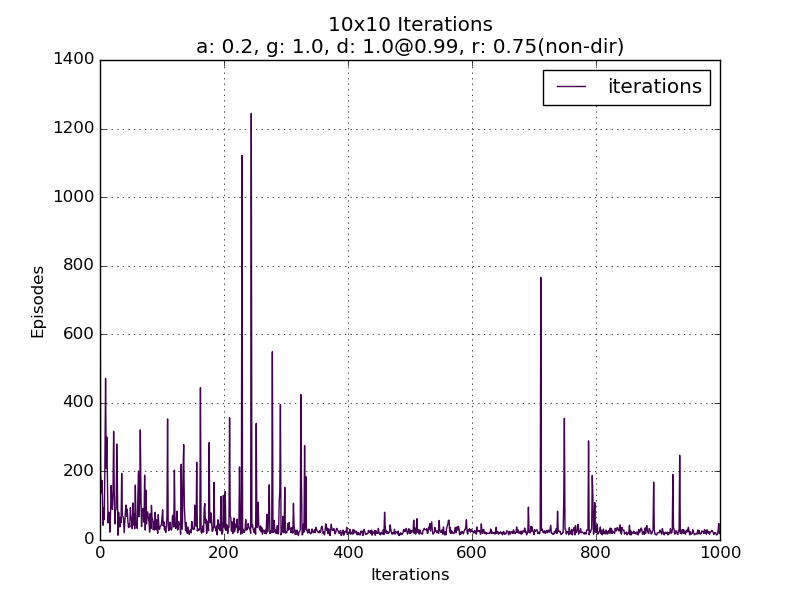 10x10 Iterations
a: 0.2, g: 1.0, d: 1.0@0.99, r: 0.75(non-dir)
iterations
1400
1200
1000
800
600
400
200
0
Episodes
0 200 400 600 800 1000
Iterations